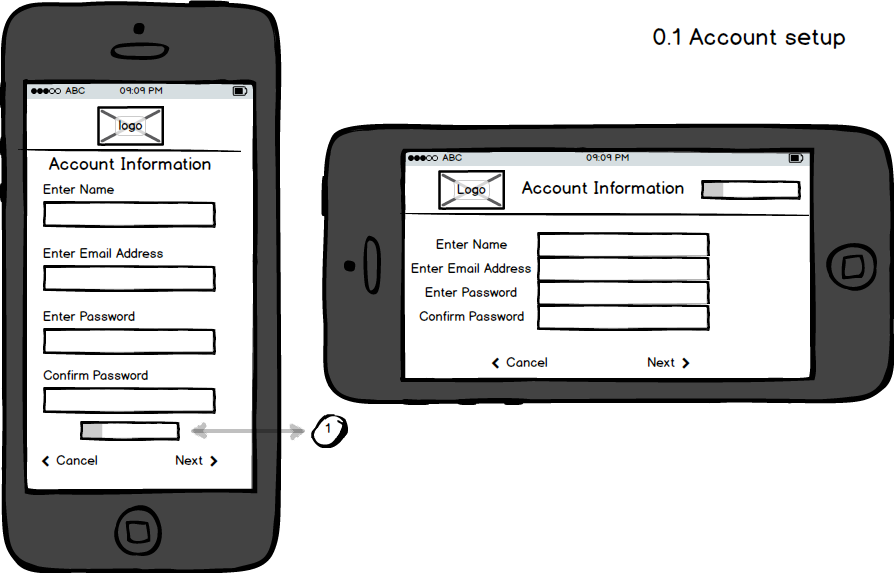 0.1 Account setup
ABC 09:09 PM
logo
Account Information
Enter Name
Enter Email Address
Enter Password
Confirm Password
Cancel Next
1
ABC 09:09 PM
Logo Account Information
Enter Name
Enter Email Address
Enter Password
Confirm Password
Cancel Next